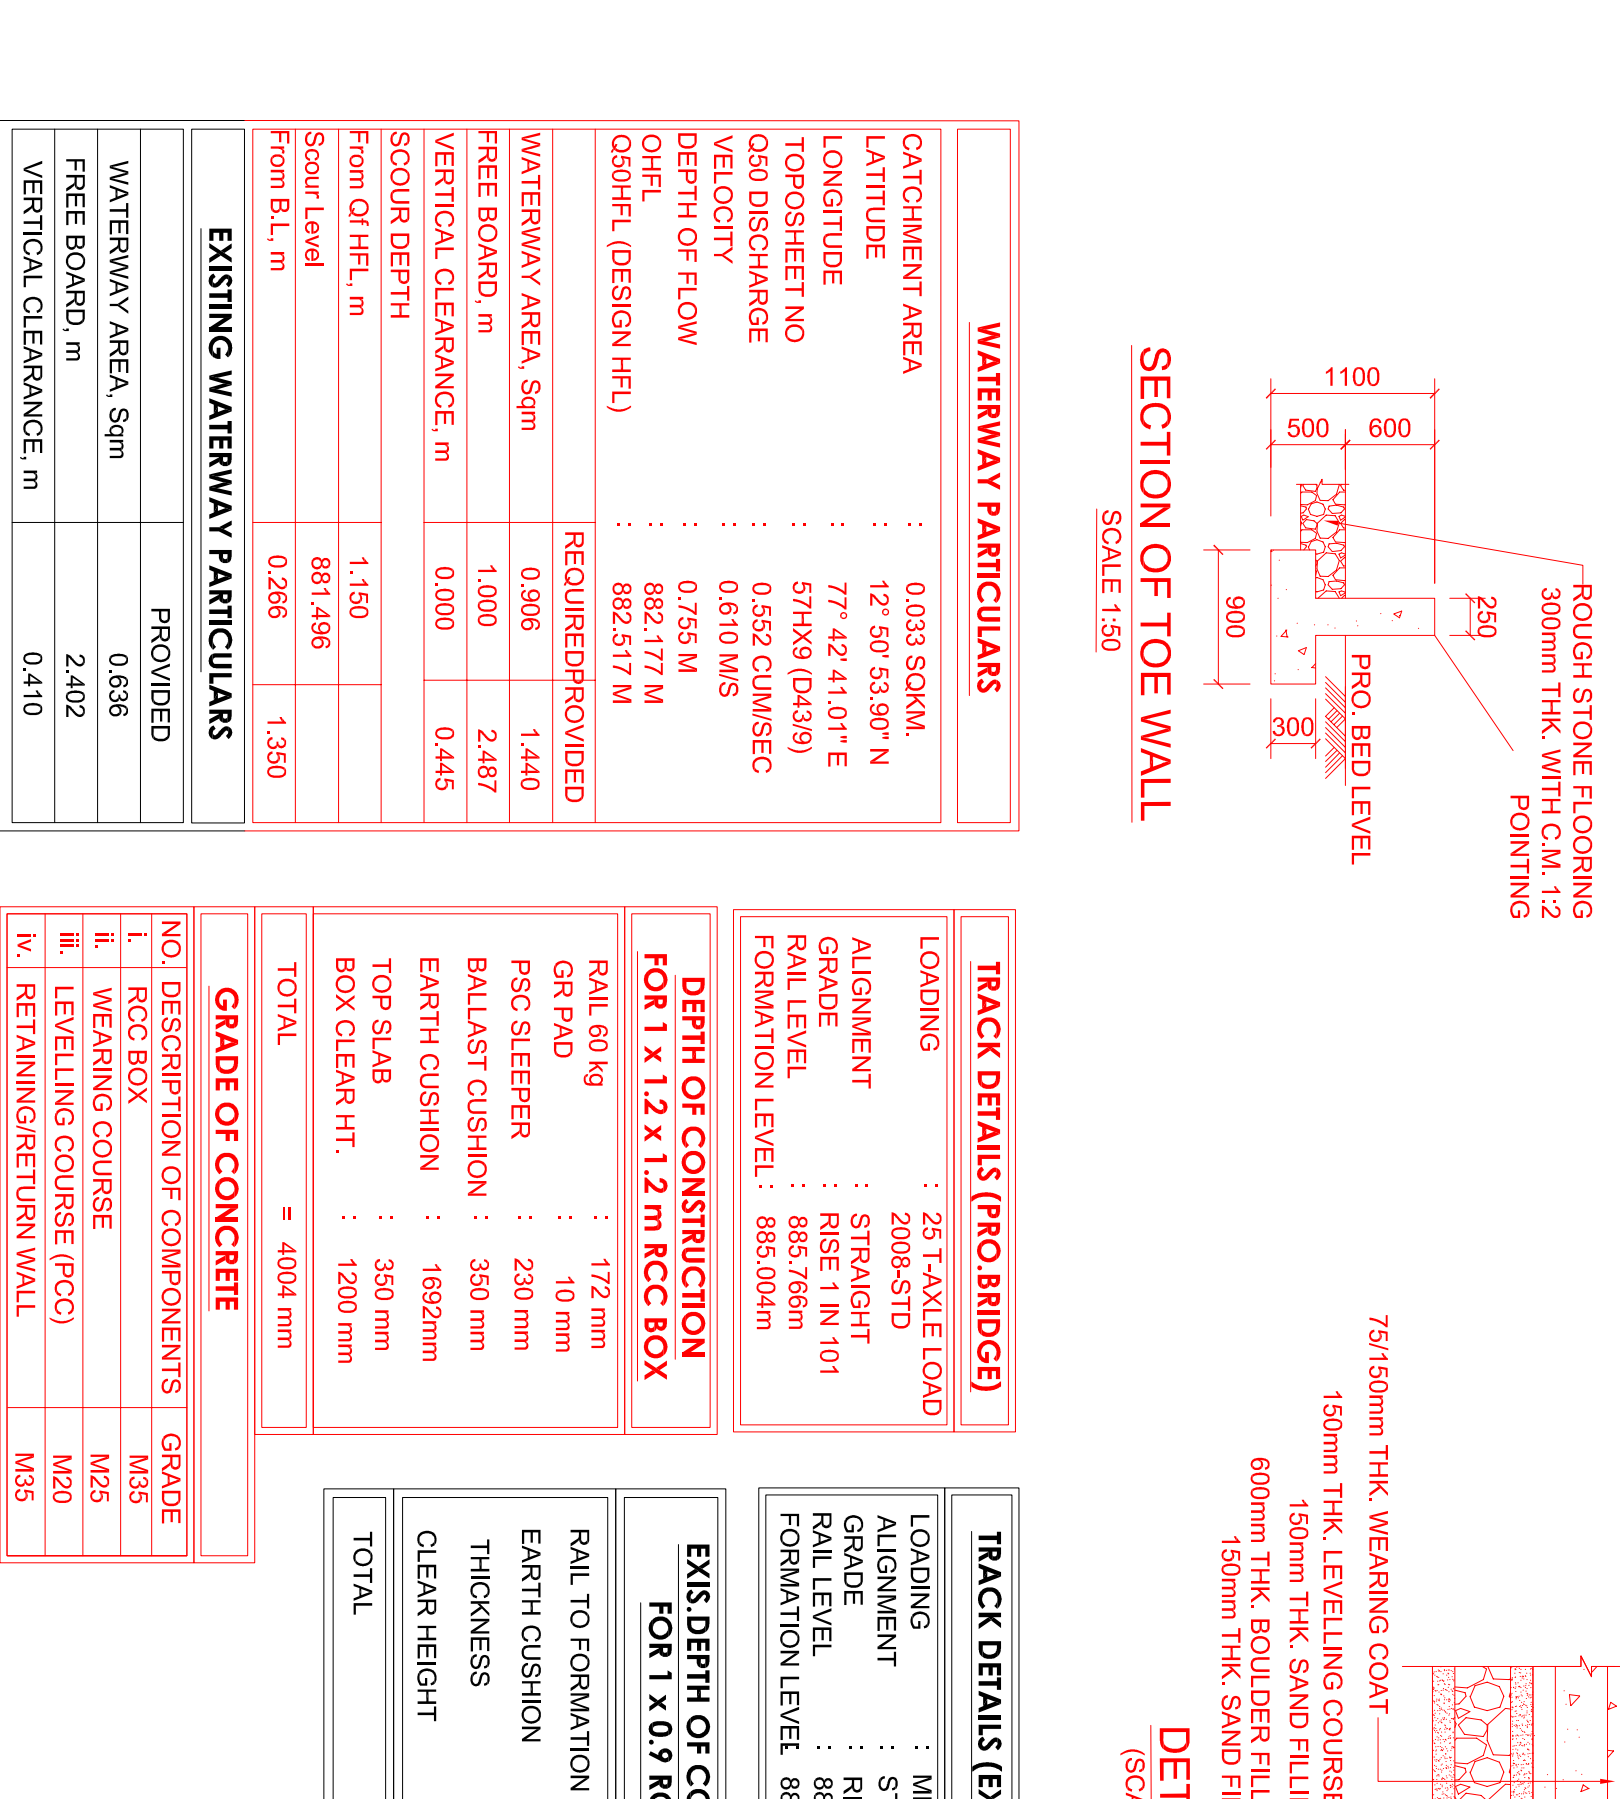 ROUGH STONE FLOORING
300mm THK. WITH C.M. 1:2
POINTING
1100
500
600
250
900
300
PRO. BED LEVEL
SECTION OF TOE WALL
SCALE 1:50
WATERWAY PARTICULARS
CATCHMENT AREA : 0.033 SQKM.
LATITUDE : 12° 50' 53.90" N
LONGITUDE : 77° 42' 41.01" E
TOPOSHEET NO : 57HX9 (D43/9)
Q50 DISCHARGE : 0.552 CUM/SEC
VELOCITY : 0.610 M/S
DEPTH OF FLOW : 0.755 M
OHFL : 882.177 M
Q50HFL (DESIGN HFL) : 882.517 M
REQUIRED PROVIDED
WATERWAY AREA, Sqm 0.906 1.440
FREE BOARD, m 1.000 2.487
VERTICAL CLEARANCE, m 0.000 0.445
SCOUR DEPTH
From Qf HFL, m 1.150
Scour Level 881.496
From B.L, m 0.266 1.350
EXISTING WATERWAY PARTICULARS
PROVIDED
WATERWAY AREA, Sqm 0.636
FREE BOARD, m 2.402
VERTICAL CLEARANCE, m 0.410
TRACK DETAILS (PRO.BRIDGE)
LOADING : 25 T-AXLE LOAD
2008-STD
ALIGNMENT : STRAIGHT
GRADE : RISE 1 IN 101
RAIL LEVEL : 885.766m
FORMATION LEVEL : 885.004m
DEPTH OF CONSTRUCTION
FOR 1 x 1.2 x 1.2 m RCC BOX
RAIL 60 kg : 172 mm
GR PAD : 10 mm
PSC SLEEPER : 230 mm
BALLAST CUSHION : 350 mm
EARTH CUSHION : 1692mm
TOP SLAB : 350 mm
BOX CLEAR HT. : 1200 mm
TOTAL = 4004 mm
GRADE OF CONCRETE
NO. DESCRIPTION OF COMPONENTS GRADE
i. RCC BOX M35
ii. WEARING COURSE M25
iii. LEVELLING COURSE (PCC) M20
iv. RETAINING/RETURN WALL M35
75/150mm THK. WEARING COAT
150mm THK. LEVELLING COURSE
150mm THK. SAND FILLI
600mm THK. BOULDER FILL
150mm THK. SAND FI
DET
(SCA
TRACK DETAILS (EX
LOADING :
ALIGNMENT : ST
GRADE : RI
RAIL LEVEL : 88
FORMATION LEVEL : 88
EXIS.DEPTH OF CO
FOR 1 x 0.9 RC
RAIL TO FORMATION
EARTH CUSHION
THICKNESS
CLEAR HEIGHT
TOTAL